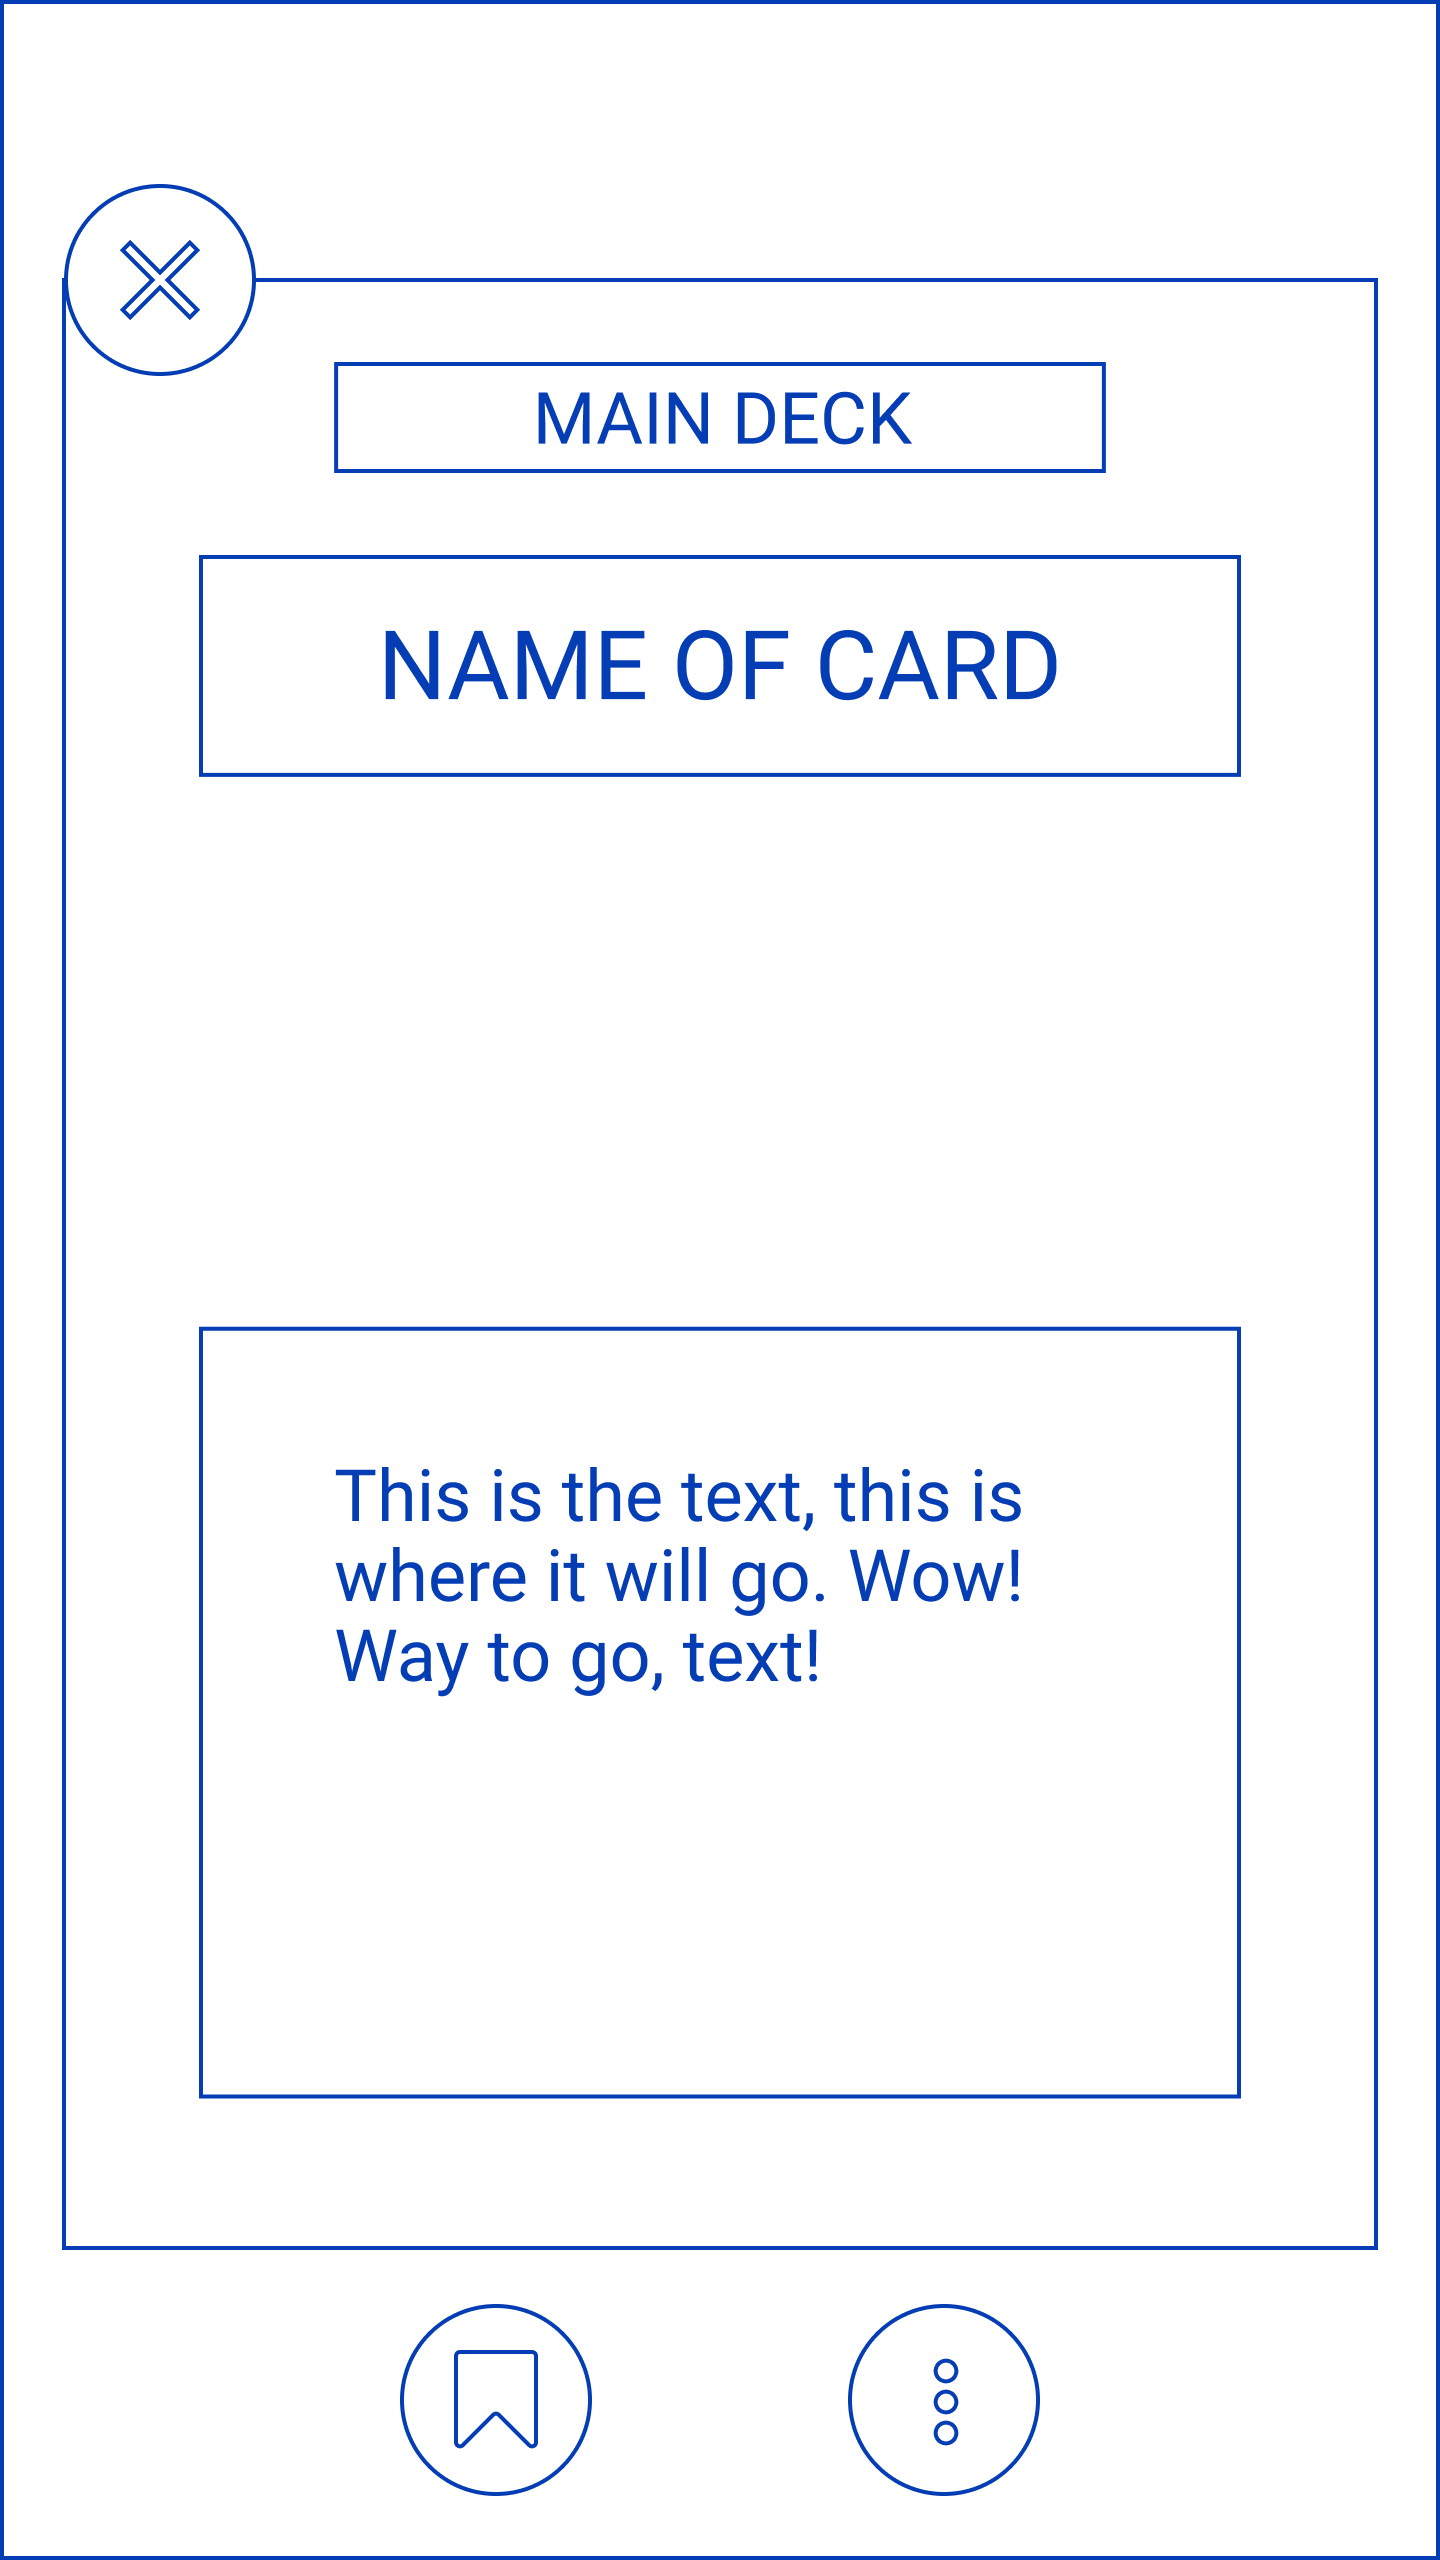 MAIN DECK
NAME OF CARD
This is the text, this is
where it will go. Wow!
Way to go, text!